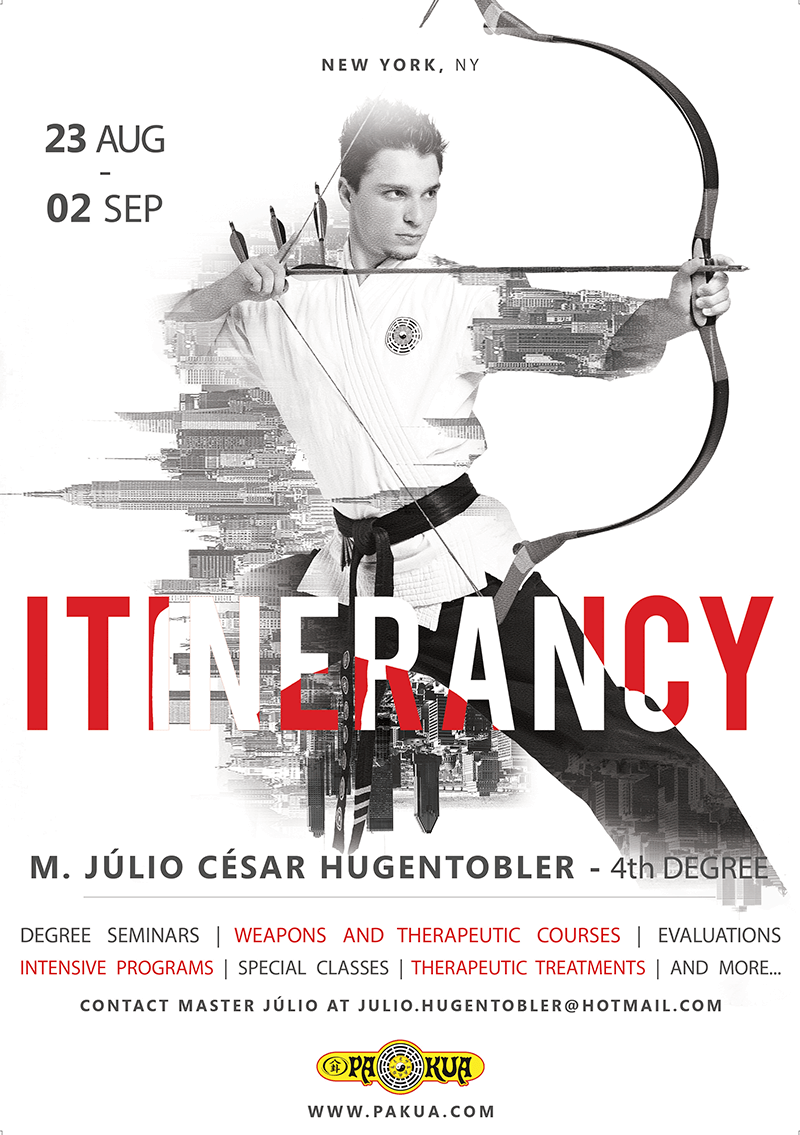 NEW YORK, NY
23 AUG
-
02 SEP
ITINERANCY
M. JÚLIO CÉSAR HUGENTOBLER - 4th DEGREE
DEGREE SEMINARS | WEAPONS AND THERAPEUTIC COURSES | EVALUATIONS
INTENSIVE PROGRAMS | SPECIAL CLASSES | THERAPEUTIC TREATMENTS | AND MORE...
CONTACT MASTER JÚLIO AT JULIO.HUGENTOBLER@HOTMAIL.COM
PA KUA
WWW.PAKUA.COM